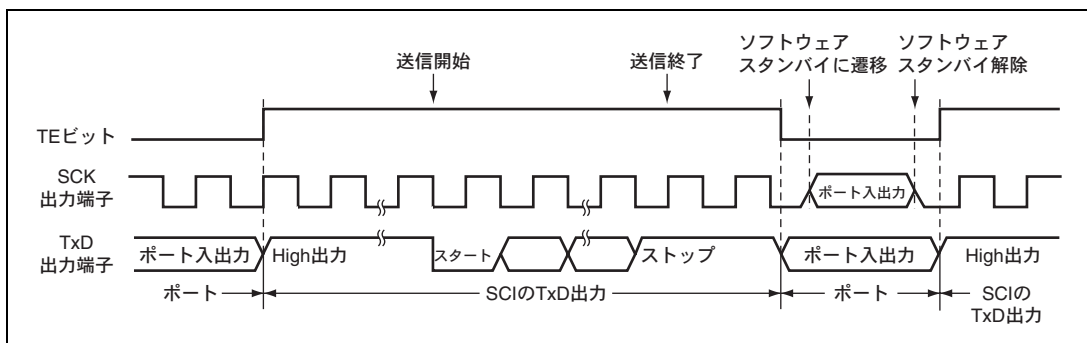 送信開始
送信終了
ソフトウェア
スタンバイに遷移
ソフトウェア
スタンバイ解除
TEビット
SCK
出力端子
ポート入出力
TxD
出力端子
ポート入出力
High出力
スタート
ストップ
ポート入出力
High出力
ポート
SCIのTxD出力
ポート
SCIの
TxD出力